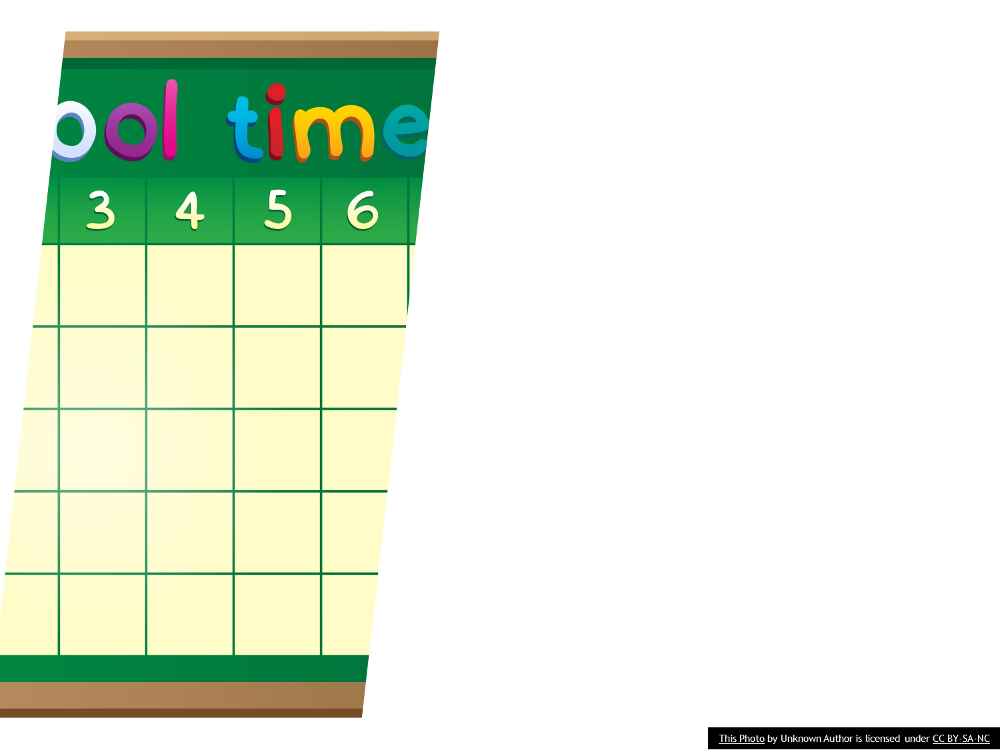 ool time
3 4 5 6
This Photo by Unknown Author is licensed under CC BY-SA-NC